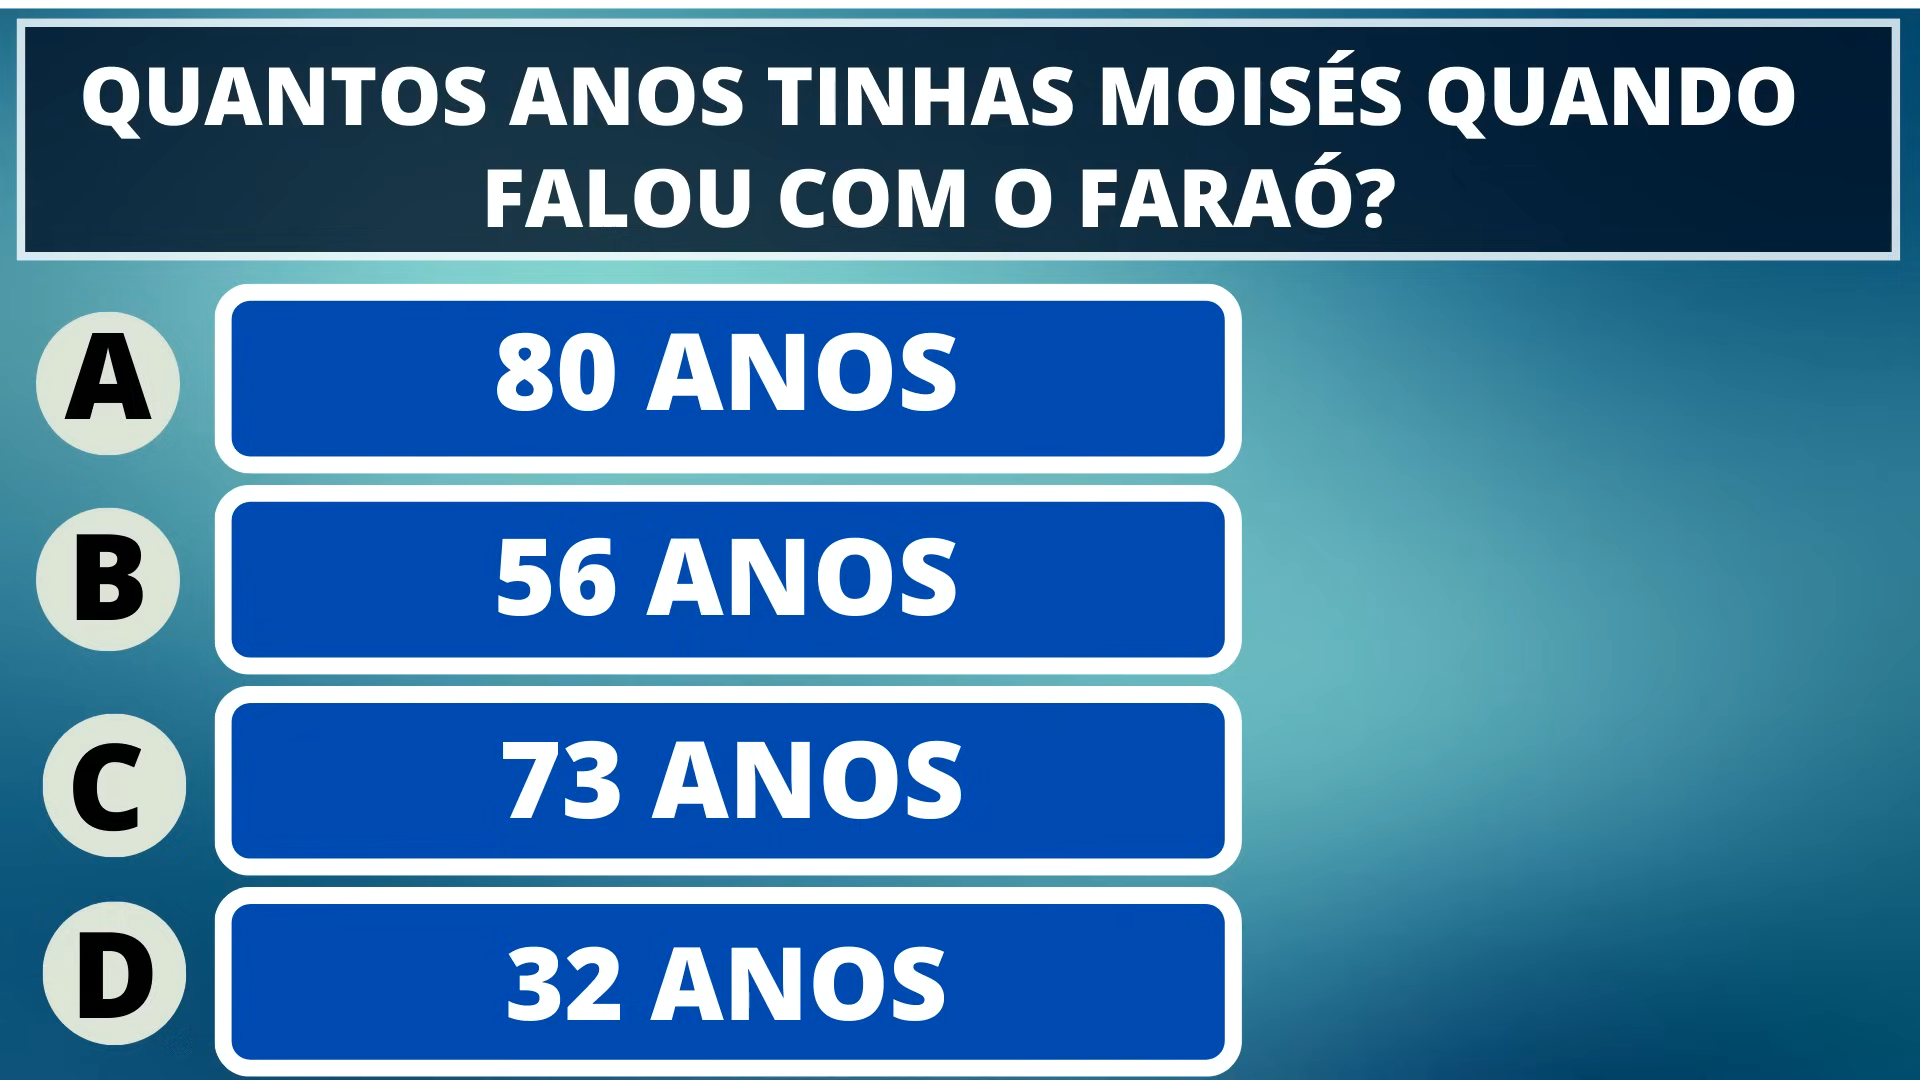 QUANTOS ANOS TINHAS MOISÉS QUANDO
FALOU COM O FARAÓ?
A
80 ANOS
B
56 ANOS
C
73 ANOS
D
32 ANOS